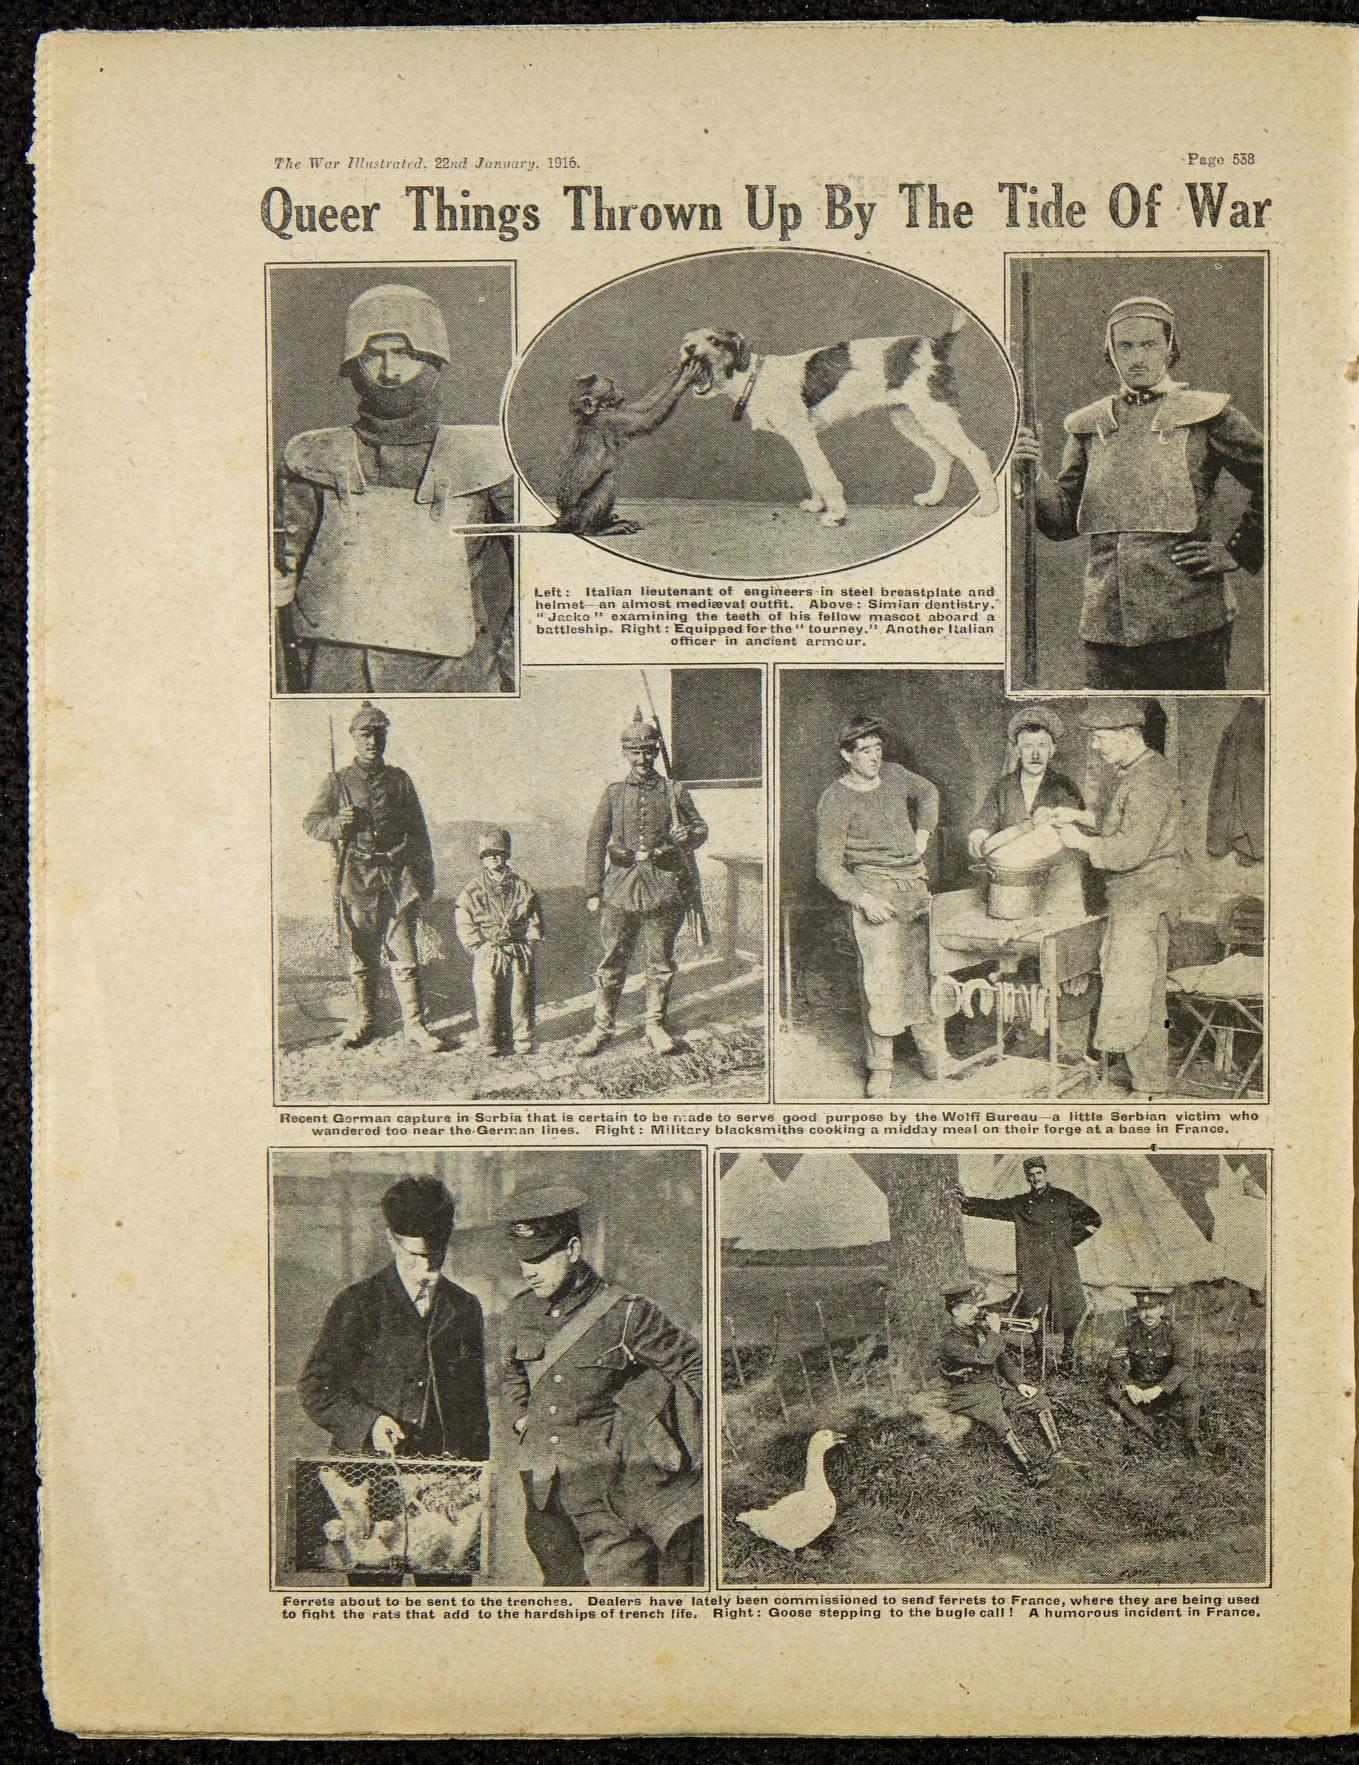 The War Illustrated, 22nd January, 1916.
Page 538
Queer Things Thrown Up By The Tide Of War
Left: Italian lieutenant of engineers in steel breastplate and
helmet—an almost mediæval outfit. Above: Simian dentistry.
"Jacko" examining the teeth of his fellow mascot aboard a
battleship. Right: Equipped for the "tourney." Another Italian
officer in ancient armour.
Recent German capture in Serbia that is certain to be made to serve good purpose by the Wolff Bureau—a little Serbian victim who
wandered too near the German lines. Right: Military blacksmiths cooking a midday meal on their forge at a base in France.
Ferrets about to be sent to the trenches. Dealers have lately been commissioned to send ferrets to France, where they are being used
to fight the rats that add to the hardships of trench life. Right: Goose stepping to the bugle call! A humorous incident in France.